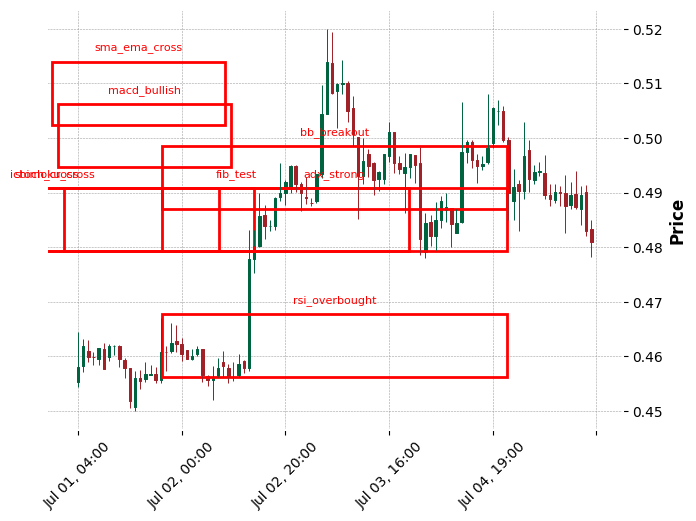 sma_ema_cross
macd_bullish
bb_breakout
fib_test
adx_strong
rsi_overbought
0.52
0.51
0.50
0.49
0.48
0.47
0.46
0.45
Price
Jul 01, 04:00
Jul 02, 00:00
Jul 02, 20:00
Jul 03, 16:00
Jul 04, 19:00